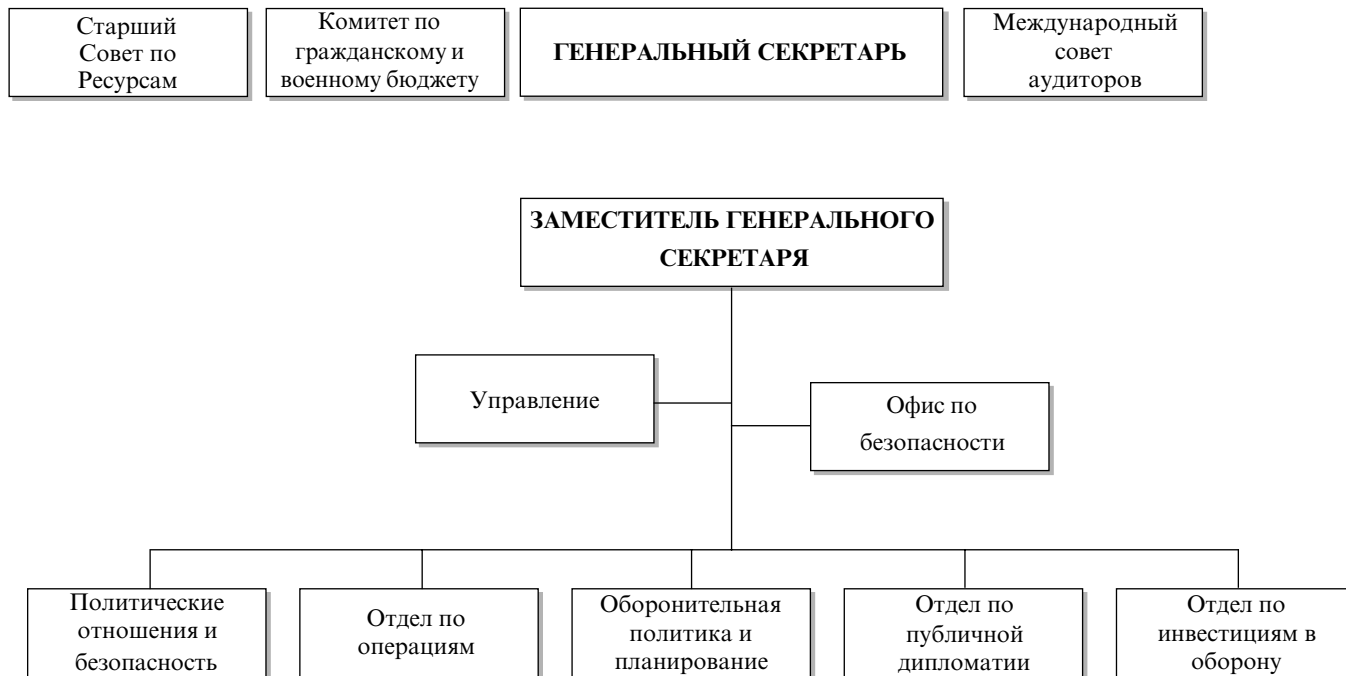 Старший
Совет по
Ресурсам
Комитет по
гражданскому и
военному бюджету
ГЕНЕРАЛЬНЫЙ СЕКРЕТАРЬ
Международный
совет
аудиторов
ЗАМЕСТИТЕЛЬ ГЕНЕРАЛЬНОГО
СЕКРЕТАРЯ
Управление
Офис по
безопасности
Политические
отношения и
безопасность
Отдел по
операциям
Оборонительная
политика и
планирование
Отдел по
публичной
дипломатии
Отдел по
инвестициям в
оборону